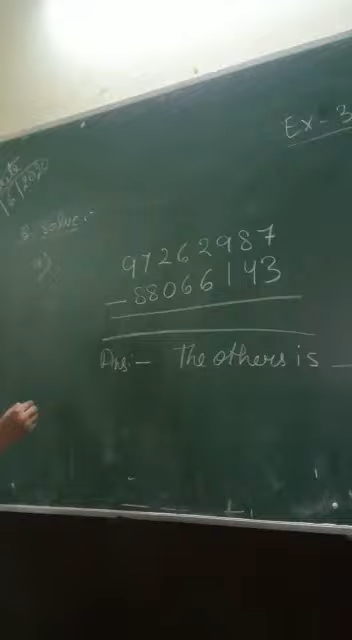 Ex-3
Solve:-
97262987
- 88066143
Ans:- The others is